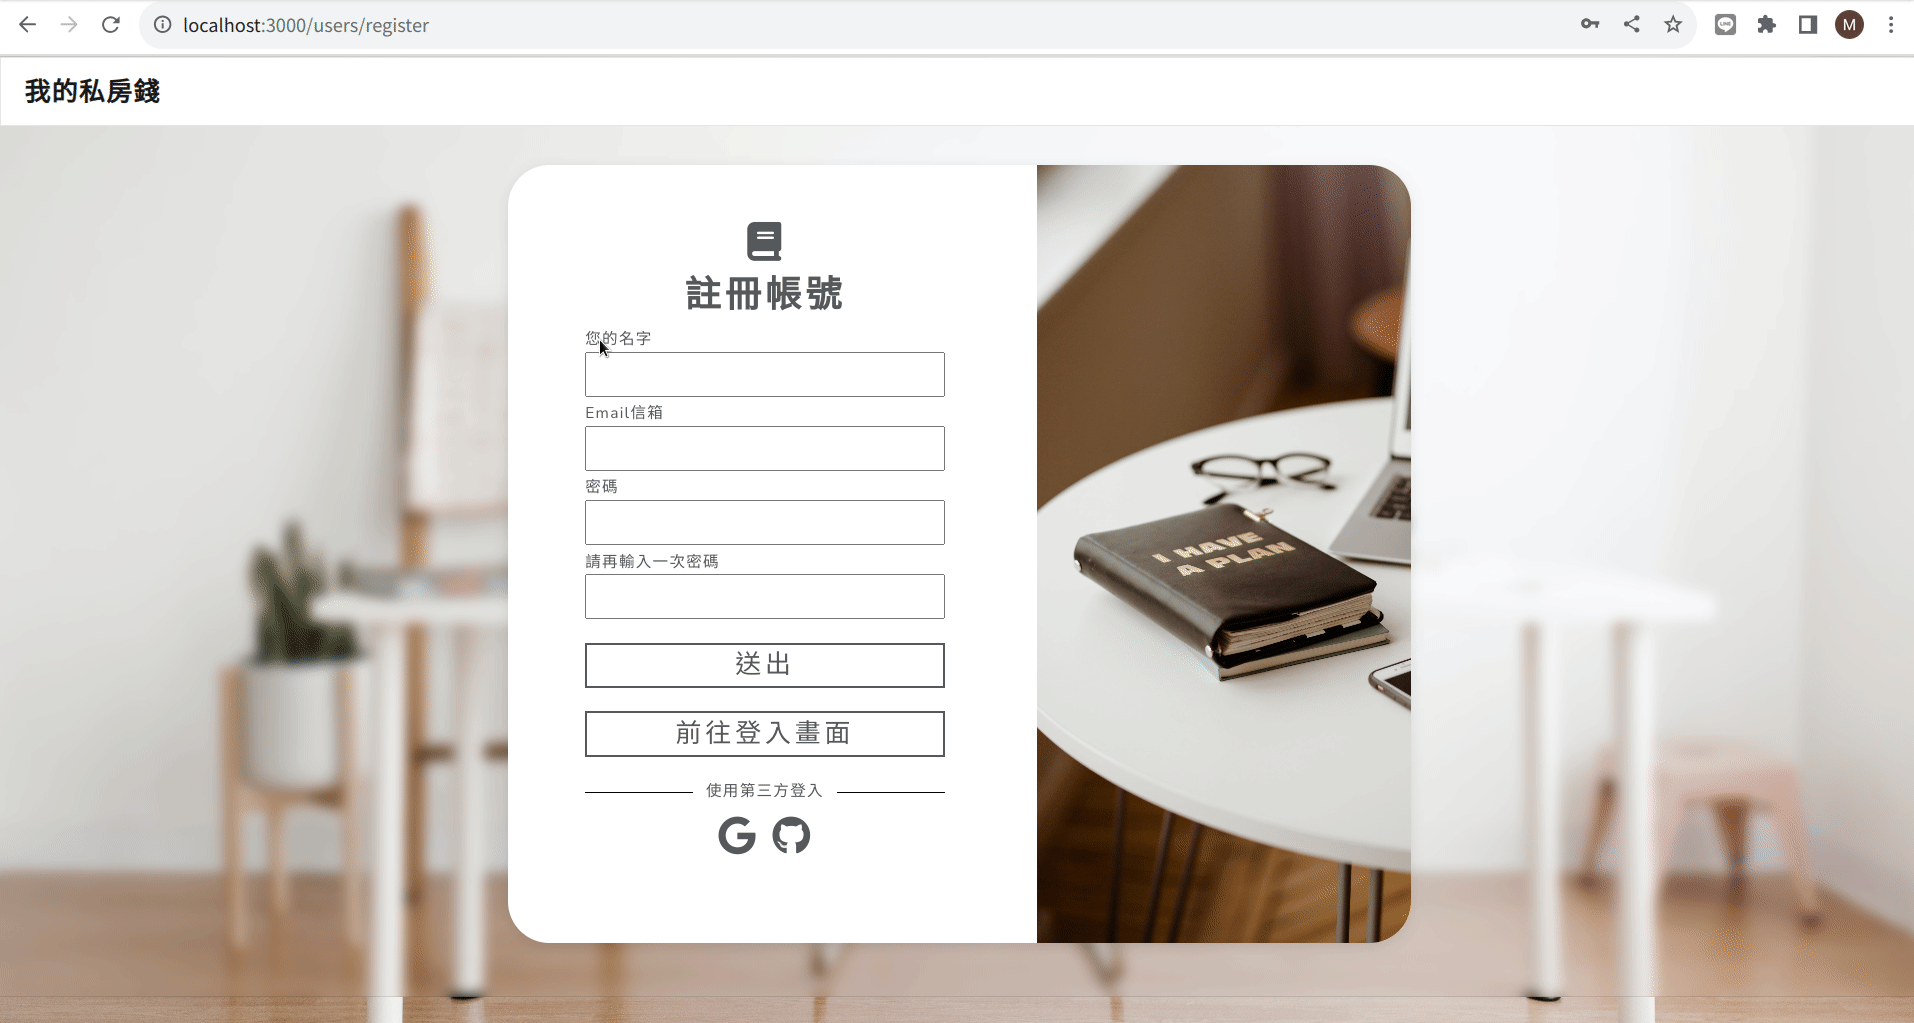 localhost:3000/users/register
M
我的私房錢
註冊帳號
您的名字
Email信箱
密碼
請再輸入一次密碼
送出
前往登入畫面
使用第三方登入
I HAVE
A PLAN